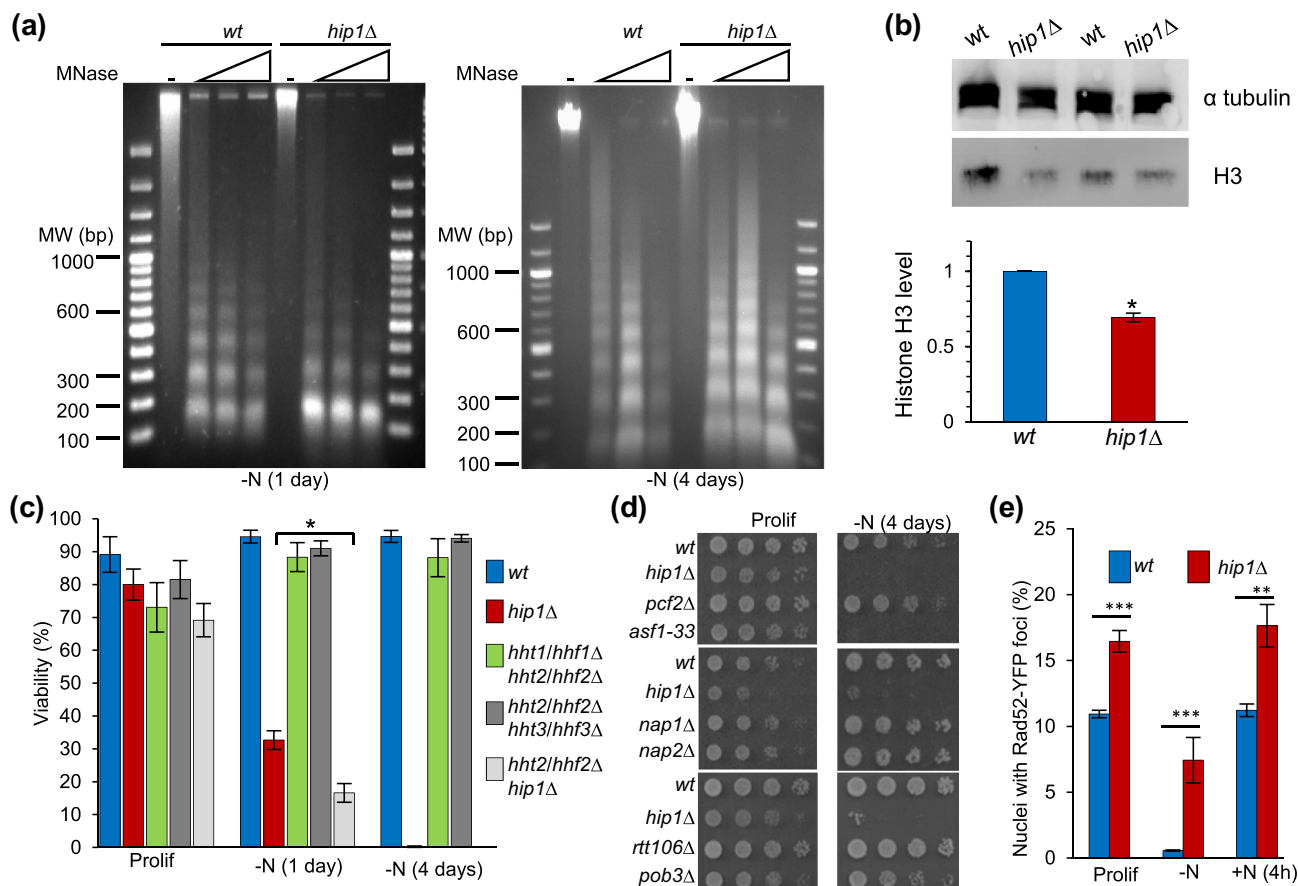 (a)
wt hip1Δ
MNase - -
MW (bp)
1000
600
300
200
100
-N (1 day)
wt hip1Δ
MNase - -
MW (bp)
1000
600
300
200
100
-N (4 days)
(b)
wt hip1Δ wt hip1Δ
α tubulin
H3
Histone H3 level
1
0.5
0
*
wt hip1Δ
(c)
Viability (%)
100
90
80
70
60
50
40
30
20
10
0
*
Prolif -N (1 day) -N (4 days)
wt
hip1Δ
hht1/hhf1Δ
hht2/hhf2Δ
hht2/hhf2Δ
hht3/hhf3Δ
hht2/hhf2Δ
hip1Δ
(d)
Prolif -N (4 days)
wt
hip1Δ
pcf2Δ
asf1-33
wt
hip1Δ
nap1Δ
nap2Δ
wt
hip1Δ
rtt106Δ
pob3Δ
(e)
Nuclei with Rad52-YFP foci (%)
25
20
15
10
5
0
wt hip1Δ
*** *** **
Prolif -N +N (4h)